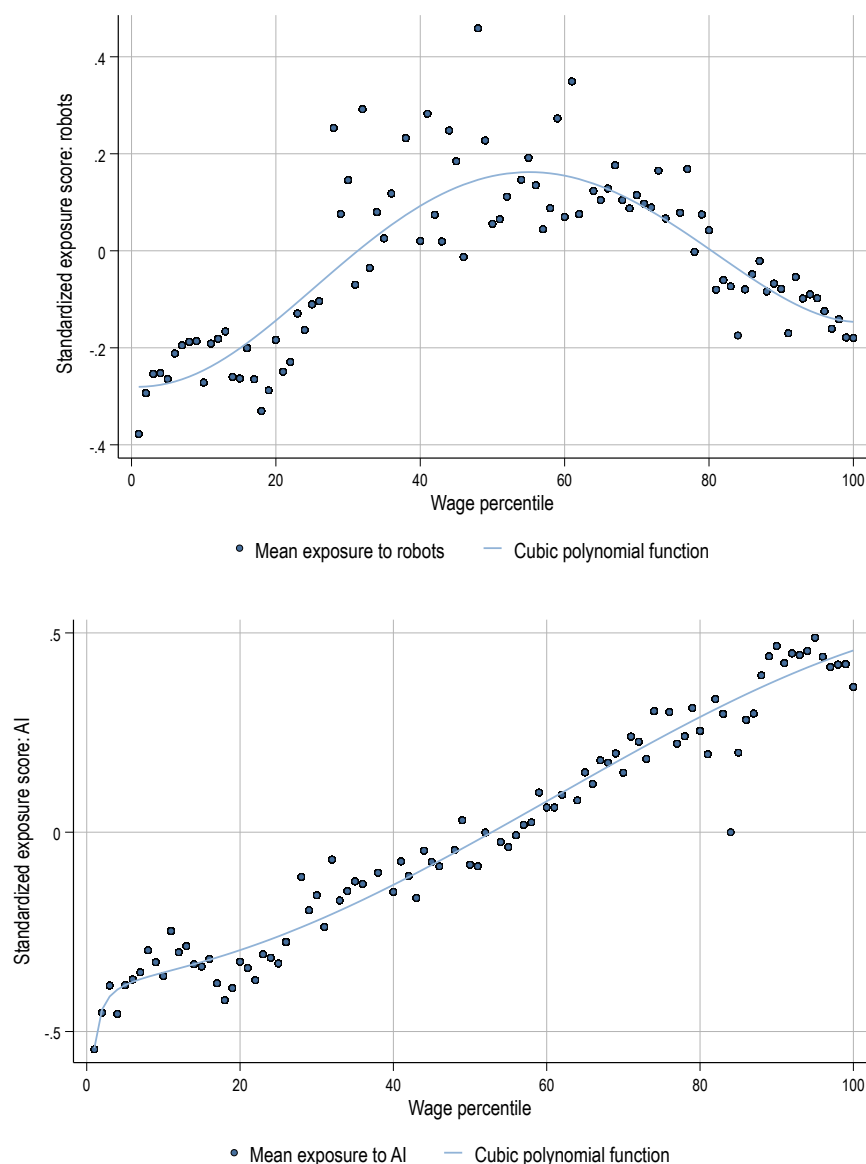 Standardized exposure score: robots
.4
.2
0
-.2
-.4
0 20 40 60 80 100
Wage percentile
Mean exposure to robots Cubic polynomial function
Standardized exposure score: AI
.5
0
-.5
0 20 40 60 80 100
Wage percentile
Mean exposure to AI Cubic polynomial function